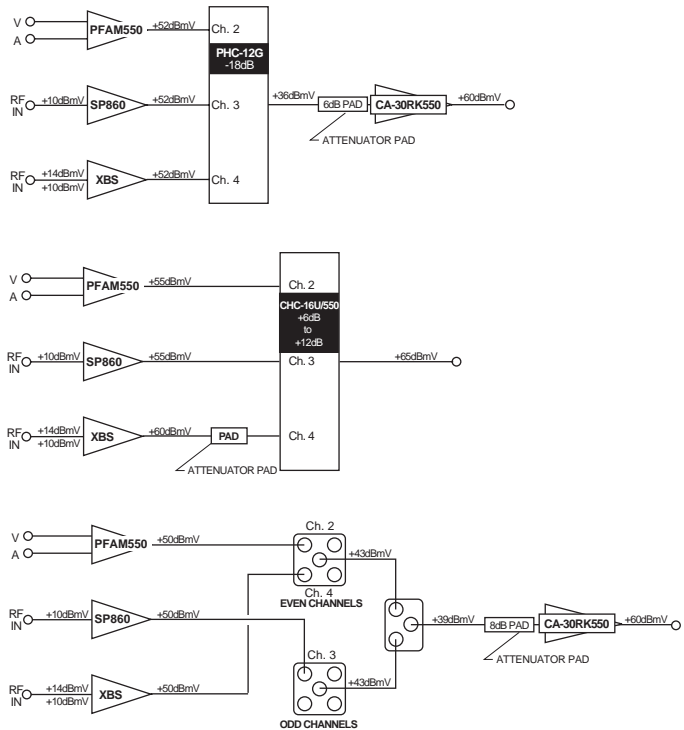 V
A
PFAM550
+52dBmV
Ch. 2
PHC-12G
-18dB
RF
IN
+10dBmV
SP860
+52dBmV
Ch. 3
+36dBmV
6dB PAD
CA-30RK550
+60dBmV
ATTENUATOR PAD
RF
IN
+14dBmV
+10dBmV
XBS
+52dBmV
Ch. 4
V
A
PFAM550
+55dBmV
Ch. 2
CHC-16U/550
+6dB
to
+12dB
RF
IN
+10dBmV
SP860
+55dBmV
Ch. 3
+65dBmV
RF
IN
+14dBmV
+10dBmV
XBS
+60dBmV
PAD
Ch. 4
ATTENUATOR PAD
V
A
PFAM550
+50dBmV
Ch. 2
+43dBmV
Ch. 4
EVEN CHANNELS
RF
IN
+10dBmV
SP860
+50dBmV
+39dBmV
8dB PAD
CA-30RK550
+60dBmV
ATTENUATOR PAD
Ch. 3
RF
IN
+14dBmV
+10dBmV
XBS
+50dBmV
+43dBmV
ODD CHANNELS